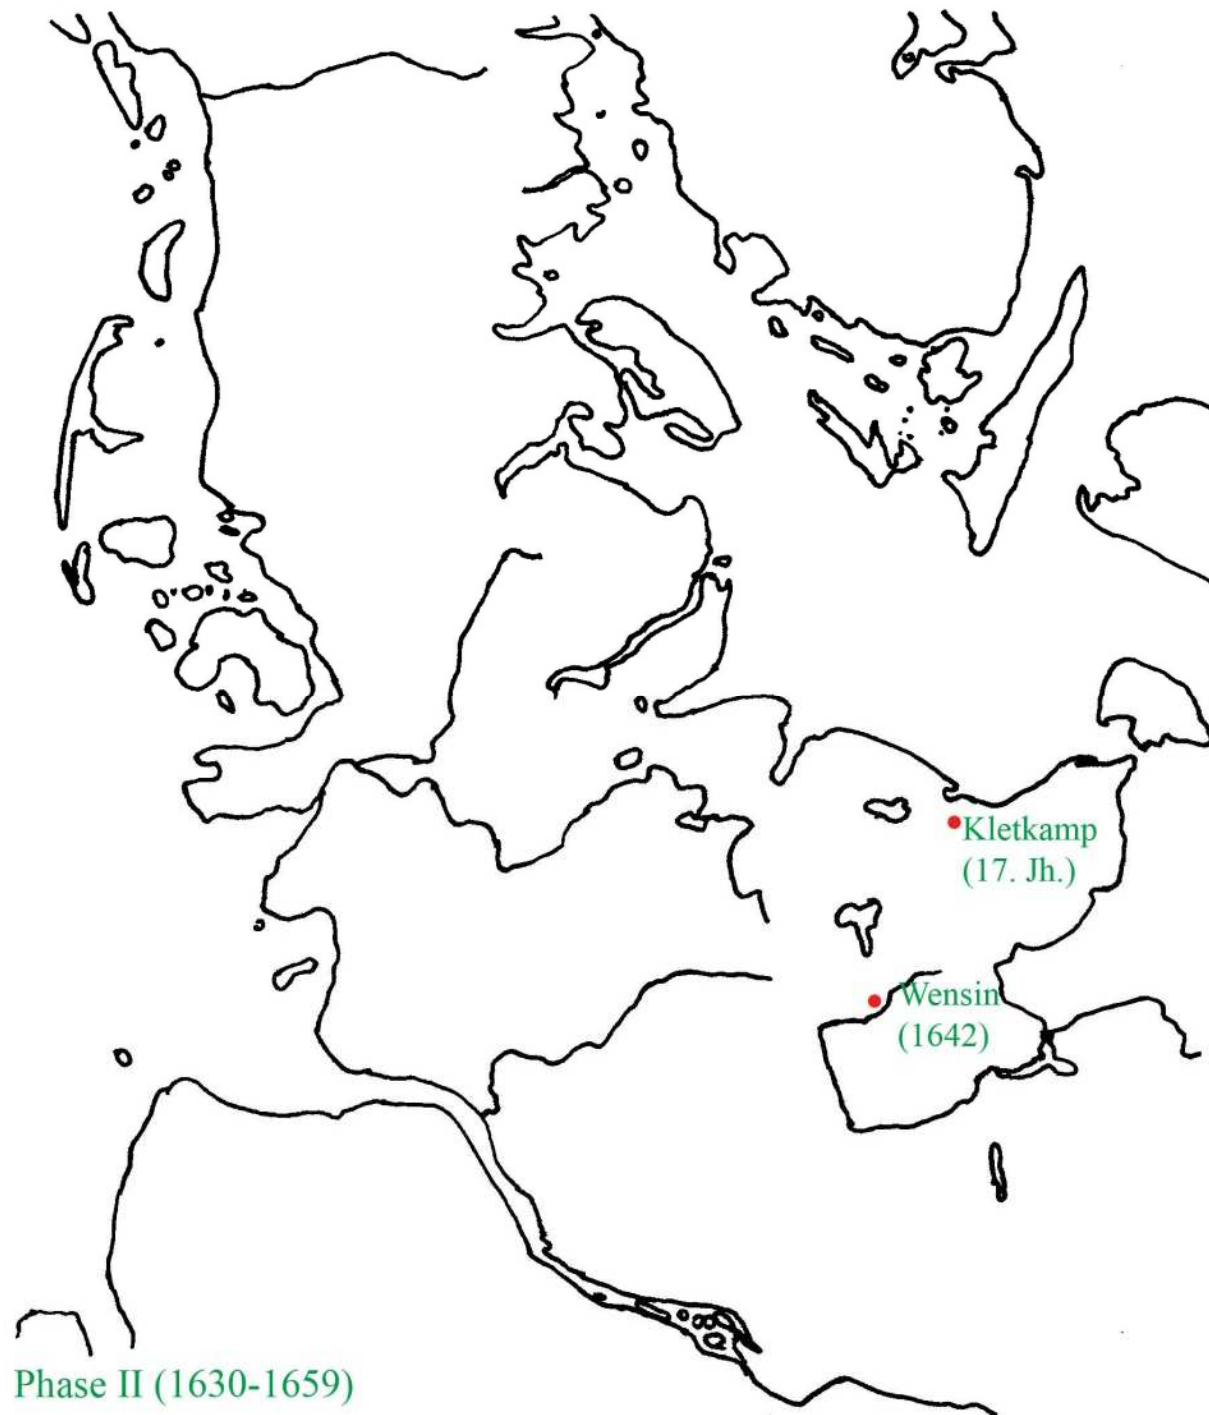 Kletkamp
(17. Jh.)
Wensin
(1642)
Phase II (1630-1659)